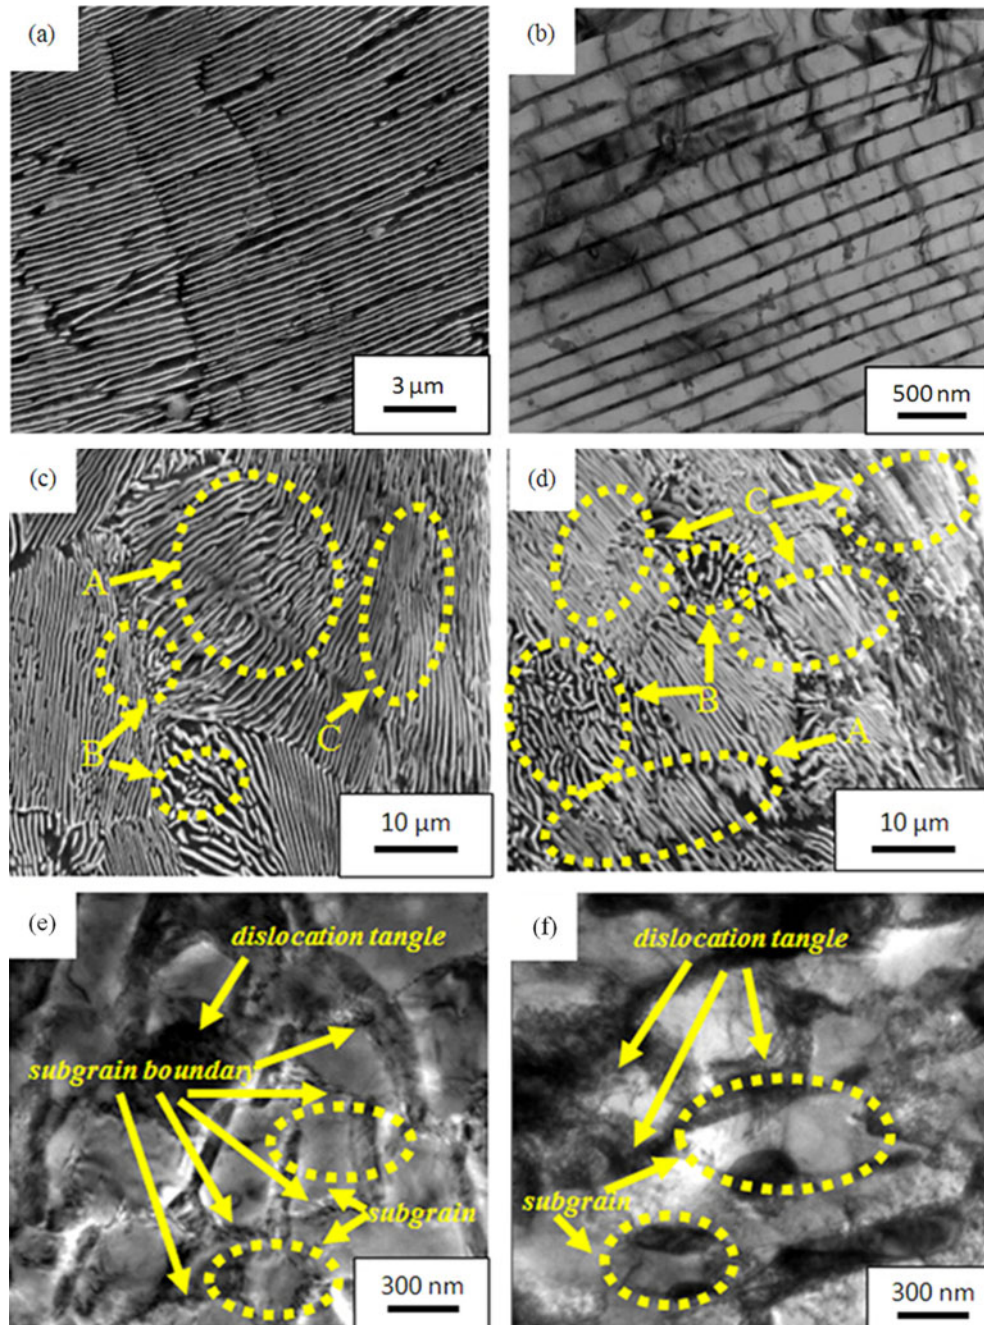 (a)
(b)
3 μm
500 nm
(c)
(d)
A
B
C
10 μm
C
B
A
10 μm
(e)
(f)
dislocation tangle
subgrain boundary
subgrain
300 nm
dislocation tangle
subgrain
300 nm